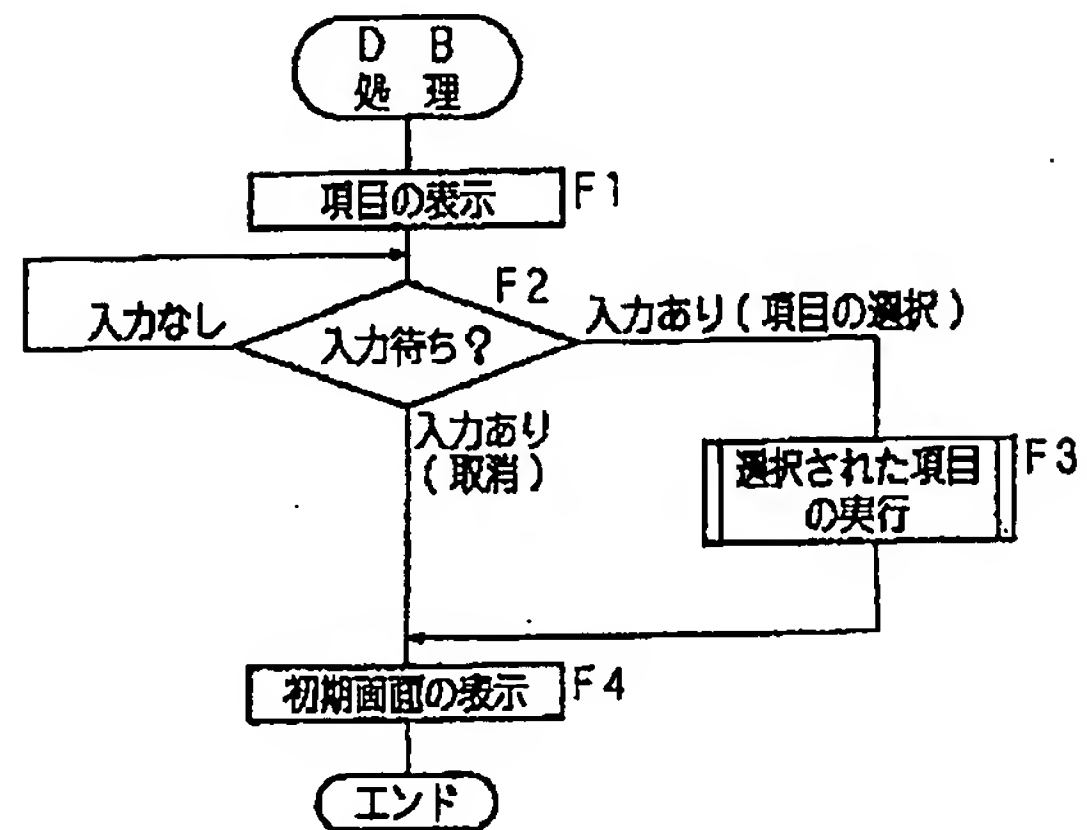 D B
処 理
項目の表示
F1
F2
入力なし
入力待ち?
入力あり(項目の選択)
入力あり
(取消)
選択された項目
の実行
F3
初期画面の表示
F4
エンド